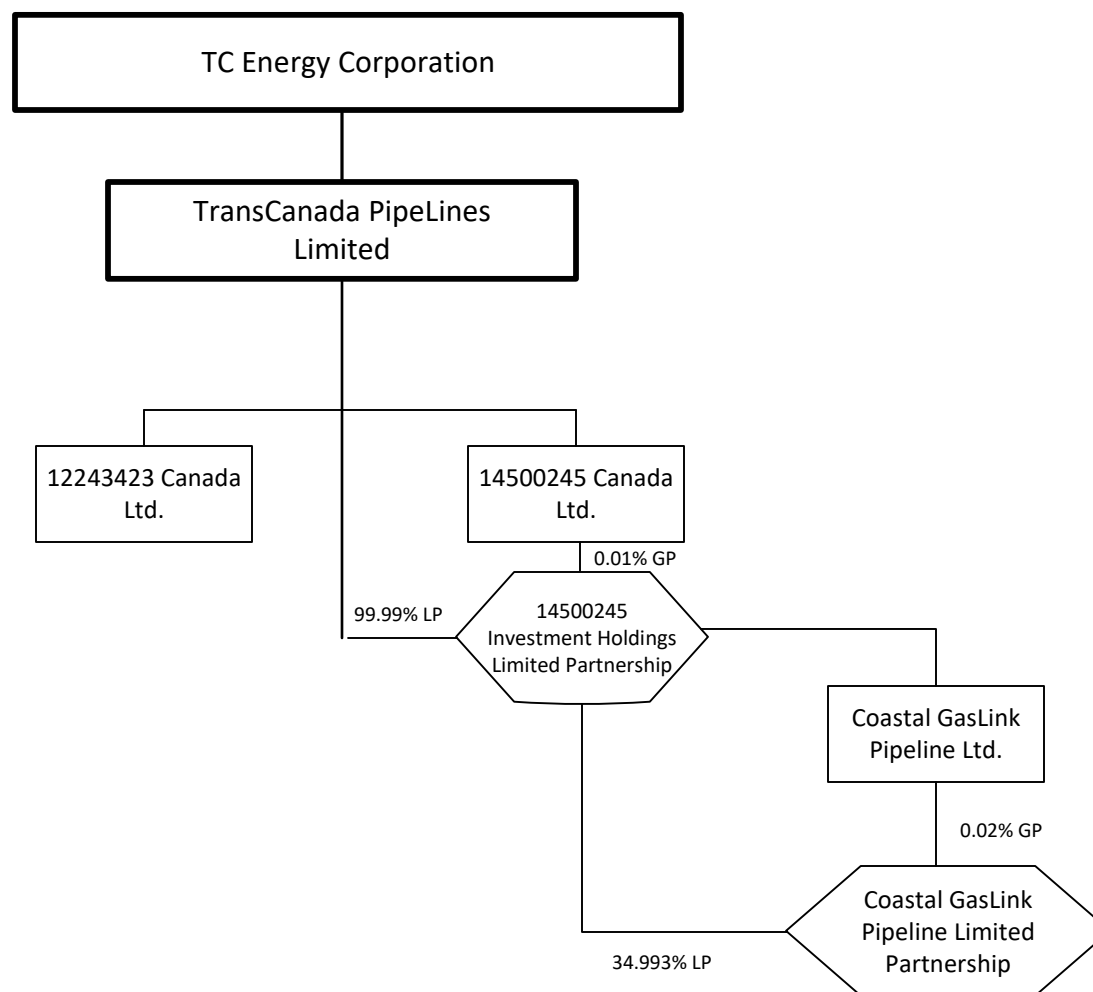 TC Energy Corporation
TransCanada PipeLines
Limited
12243423 Canada
Ltd.
14500245 Canada
Ltd.
0.01% GP
99.99% LP
14500245
Investment Holdings
Limited Partnership
Coastal GasLink
Pipeline Ltd.
0.02% GP
Coastal GasLink
Pipeline Limited
Partnership
34.993% LP